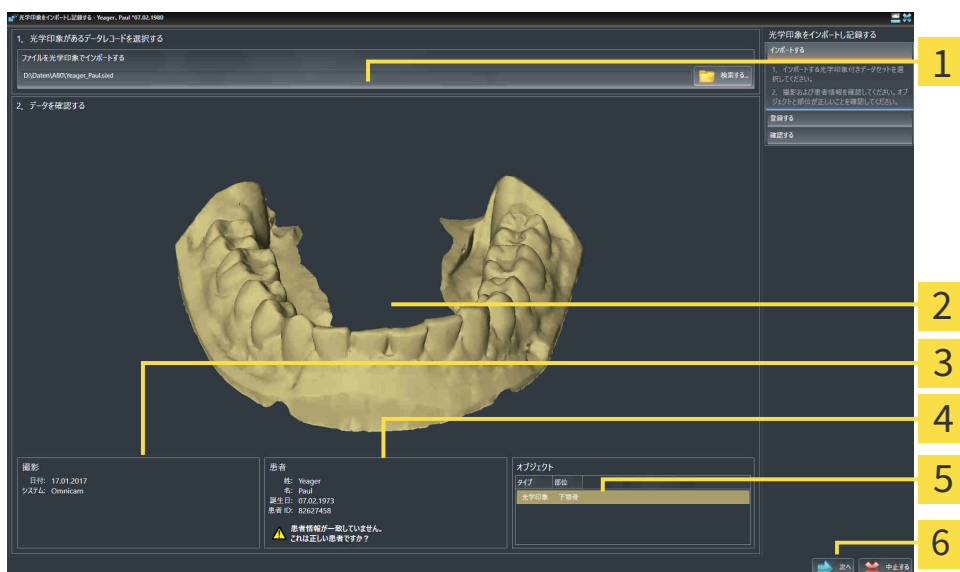 光学印象をインポートし記録する - Yeager, Paul *07.02.1980
1. 光学印象があるデータレコードを選択する
ファイルを光学印象でインポートする
D:\Daten\AB0\Yeager_Paul.sixd
検索する...
2. データを確認する
撮影
日付: 17.01.2017
システム: Omnicam
患者
姓: Yeager
名: Paul
誕生日: 07.02.1973
患者 ID: 82627458
患者情報が一致していません。
これは正しい患者ですか？
オブジェクト
タイプ 部位
光学印象 下顎骨
光学印象をインポートし記録する
インポートする
1. インポートする光学印象付きデータセットを選
択してください。
2. 撮影および患者情報を確認してください。オブ
ジェクトと部位が正しいことを確認してください。
登録する
確認する
次へ
中止する
1
2
3
4
5
6